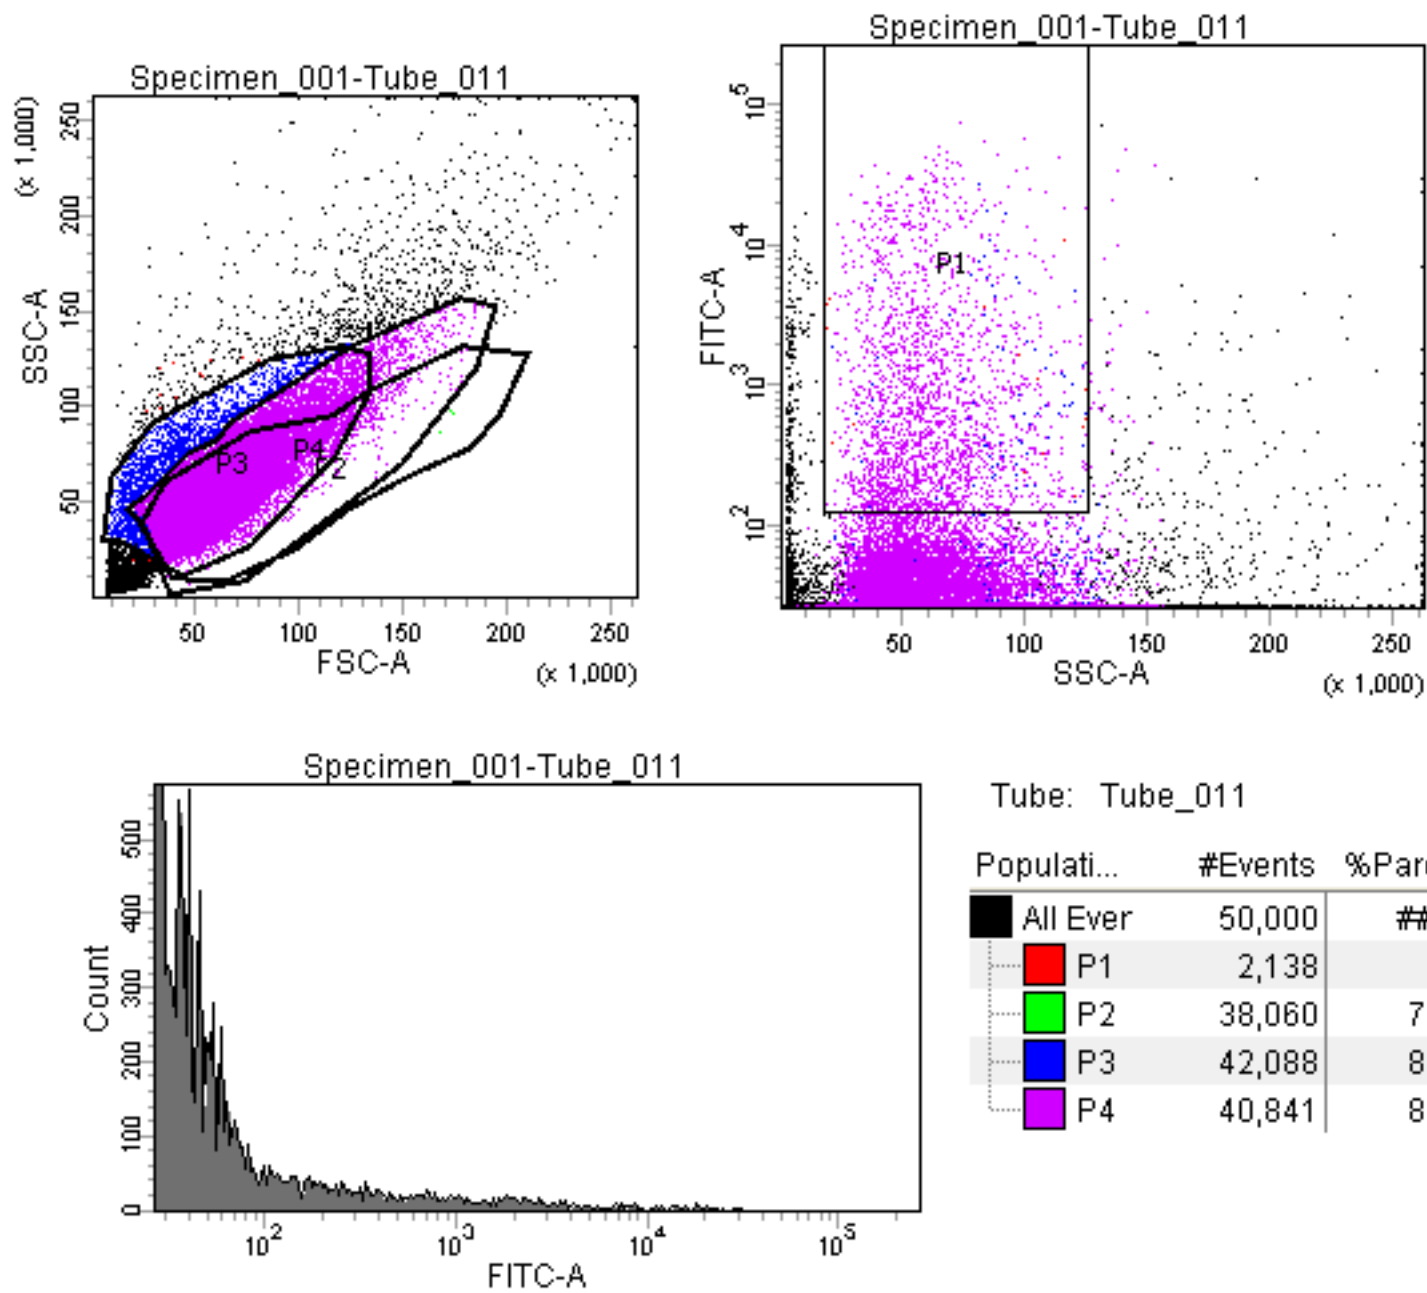 Specimen_001-Tube_011
(x 1,000)
SSC-A
250
200
150
100
50
P3
P4
P2
50 100 150 200 250
FSC-A
(x 1,000)
Specimen_001-Tube_011
FITC-A
10^5
10^4
10^3
10^2
P1
50 100 150 200 250
SSC-A
(x 1,000)
Specimen_001-Tube_011
Count
500
400
300
200
100
0
10^2 10^3 10^4 10^5
FITC-A
Tube: Tube_011
Populati... #Events %Par
All Ever 50,000 ##
P1 2,138
P2 38,060 7
P3 42,088 8
P4 40,841 8